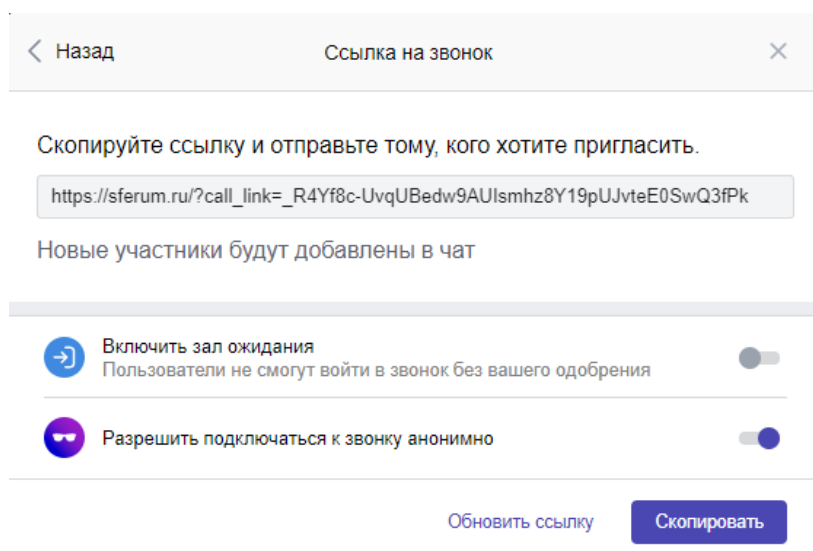 Назад
Ссылка на звонок
Скопируйте ссылку и отправьте тому, кого хотите пригласить.
https://sferum.ru/?call_link=_R4Yf8c-UvqUBedw9AUIsmhz8Y19pUJvteE0SwQ3fPk
Новые участники будут добавлены в чат
Включить зал ожидания
Пользователи не смогут войти в звонок без вашего одобрения
Разрешить подключаться к звонку анонимно
Обновить ссылку
Скопировать